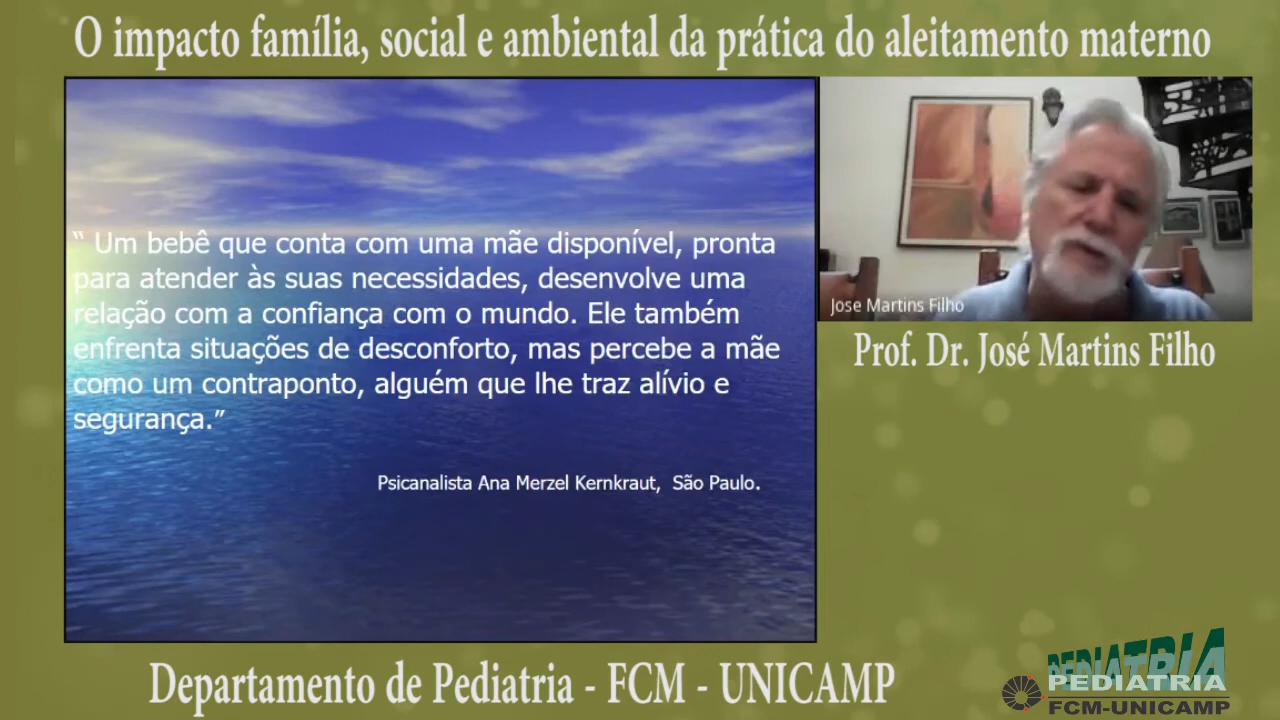 O impacto família, social e ambiental da prática do aleitamento materno
“ Um bebê que conta com uma mãe disponível, pronta
para atender às suas necessidades, desenvolve uma
relação com a confiança com o mundo. Ele também
enfrenta situações de desconforto, mas percebe a mãe
como um contraponto, alguém que lhe traz alívio e
segurança.”
Psicanalista Ana Merzel Kernkraut, São Paulo.
Jose Martins Filho
Prof. Dr. José Martins Filho
Departamento de Pediatria - FCM - UNICAMP
PEDIATRIA
PEDIATRIA
FCM-UNICAMP